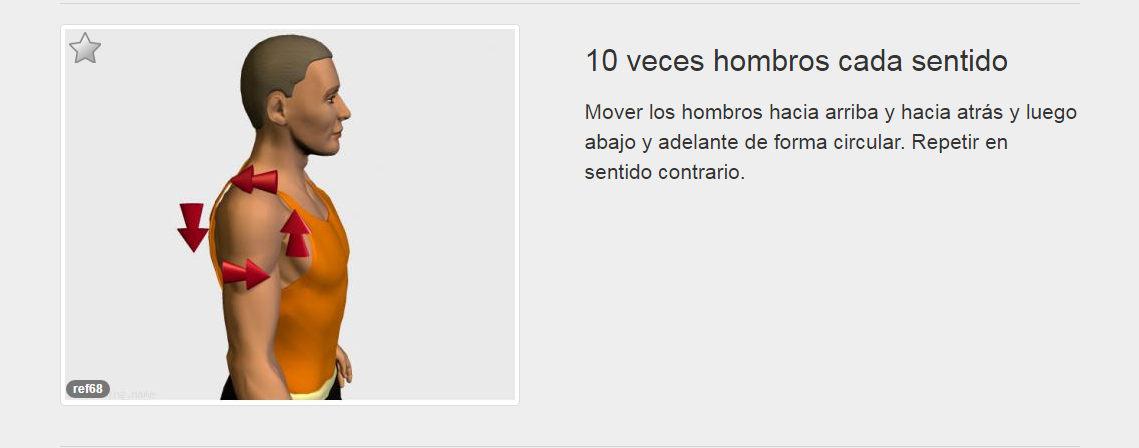 10 veces hombros cada sentido
Mover los hombros hacia arriba y hacia atrás y luego
abajo y adelante de forma circular. Repetir en
sentido contrario.
ref68